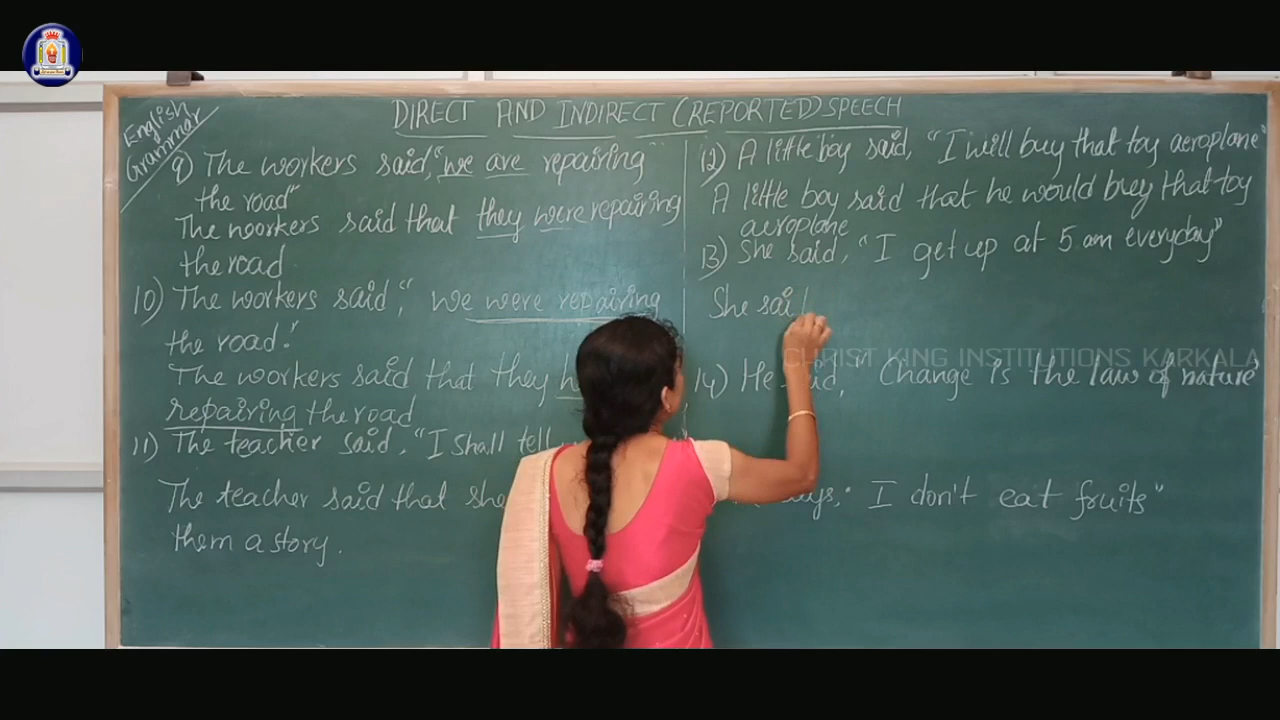 English
Grammar
DIRECT AND INDIRECT (REPORTED) SPEECH
9) The workers said, "we are repairing
the road"
The workers said that they were repairing
the road
10) The workers said," We were repairing
the road."
The workers said that they
repairing the road
11) The teacher said, "I shall tell
The teacher said that she
them a story.
12) A little boy said, "I will buy that toy aeroplane"
A little boy said that he would buy that toy
aeroplane
13) She said, "I get up at 5 am everyday"
She sai
14) He said, "Change is the law of nature
I don't eat fruits"
CHRIST KING INSTITUTIONS KARKALA